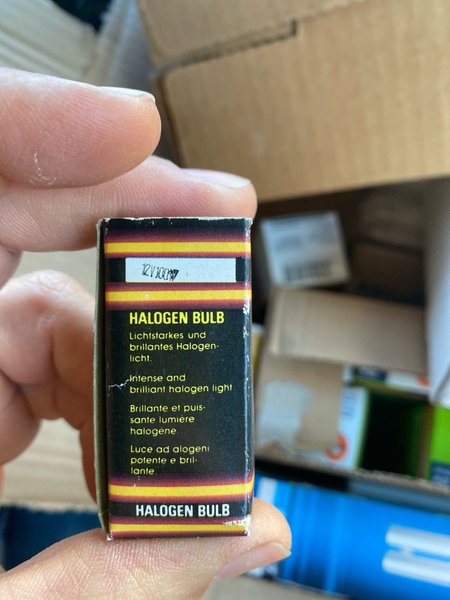 12V100W
HALOGEN BULB
Lichtstarkes und
brillantes Halogen-
licht.
Intense and
brilliant halogen light
Brillante et puis-
sante lumière
halogène.
Luce ad alogeni
potente e bril-
lante.
HALOGEN BULB